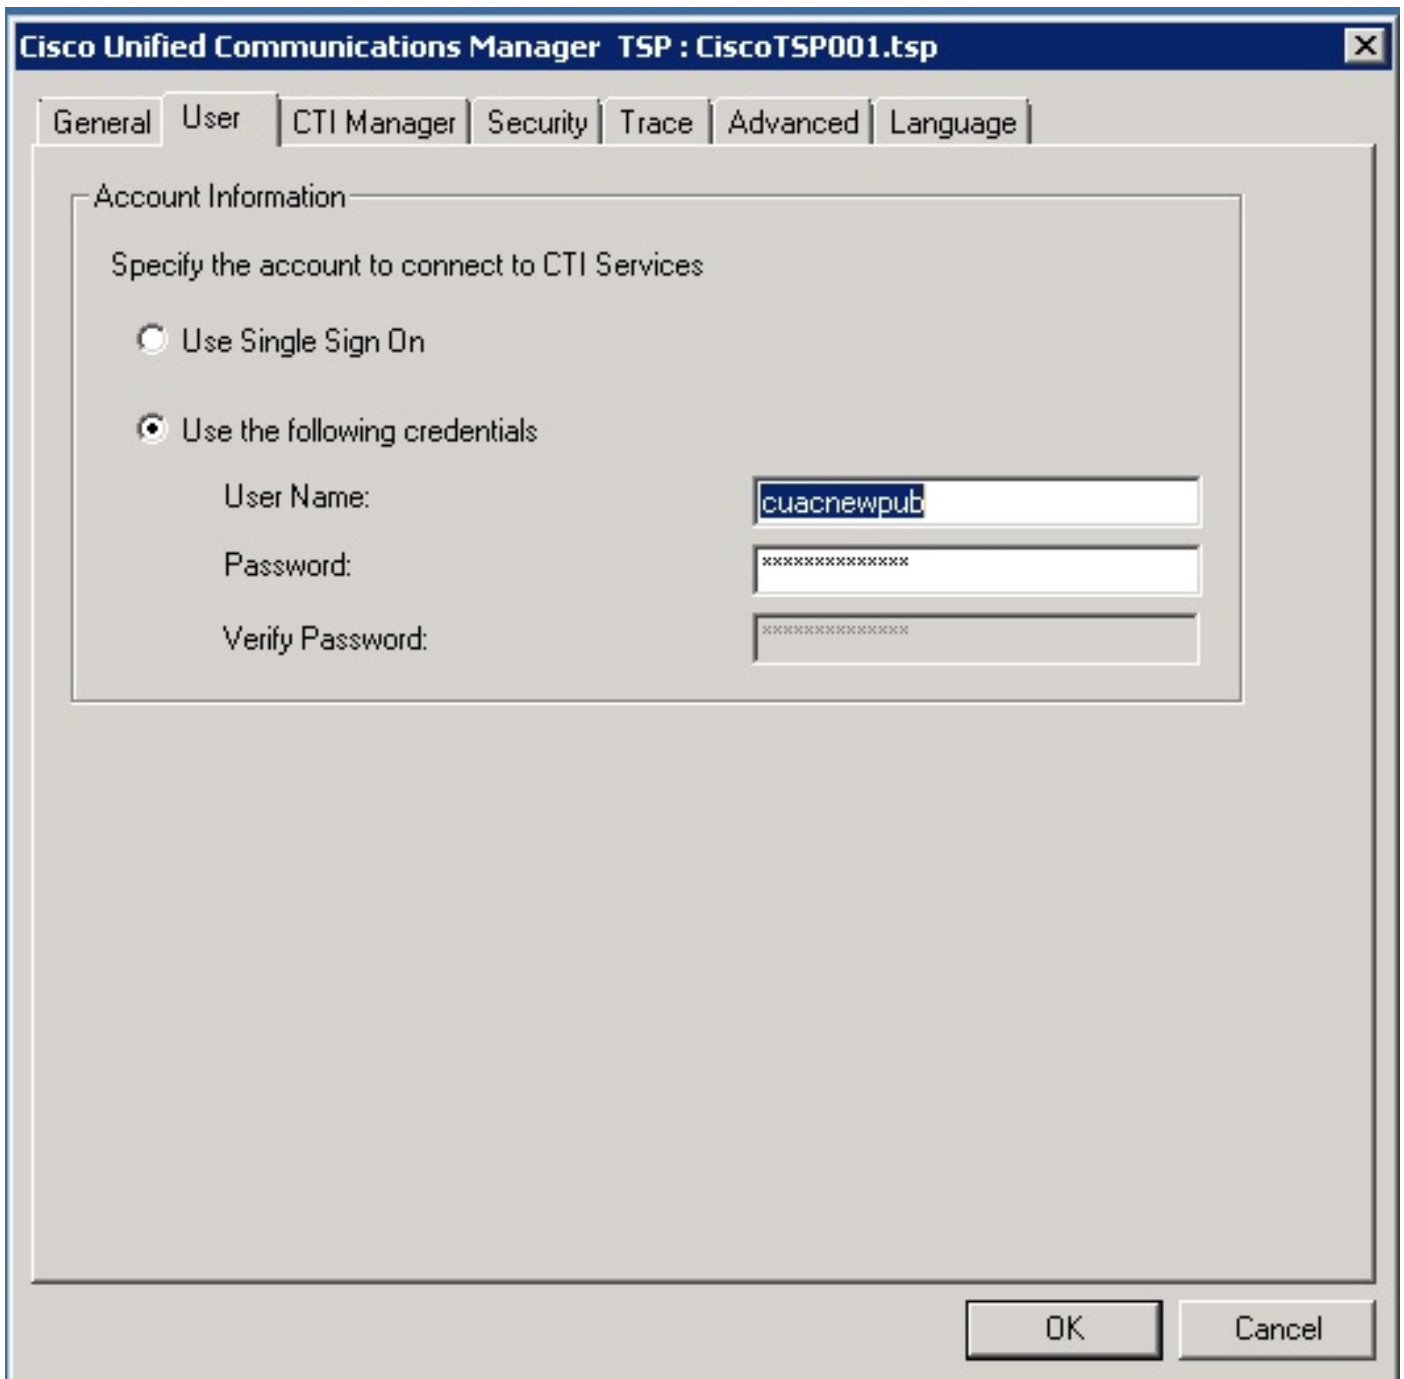 Cisco Unified Communications Manager  TSP : CiscoTSP001.tsp
General User CTI Manager Security Trace Advanced Language
Account Information
Specify the account to connect to CTI Services
Use Single Sign On
Use the following credentials
User Name: cuacnewpub
Password: **************
Verify Password: **************
OK Cancel